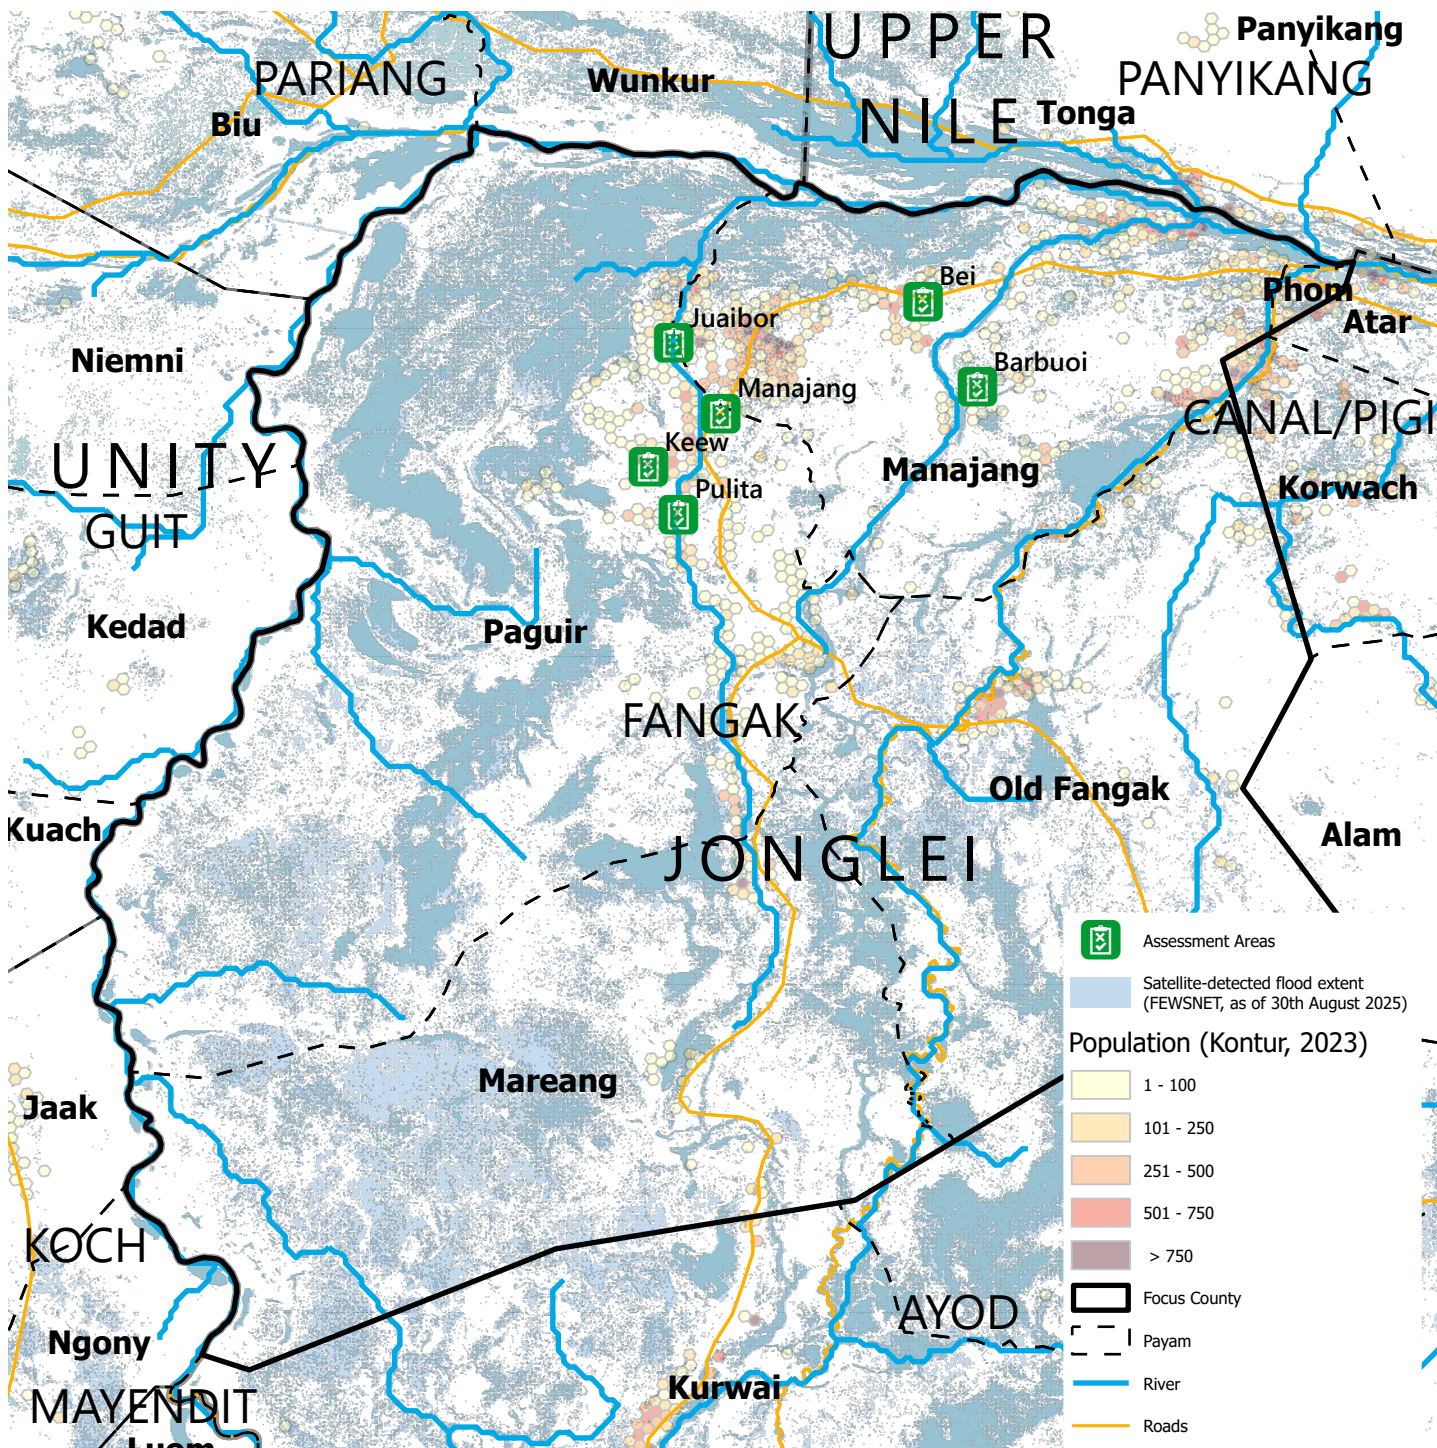 UPPER
NILE
Panyikang
PANYIKANG
PARIANG
Wunkur
Biu
Tonga
Bei
Phom
Atar
Juaibor
Niemni
Barbuoi
Manajang
CANAL/PIGI
Keew
UNITY
Manajang
Korwach
Pulita
GUIT
Kedad
Paguir
FANGAK
Old Fangak
Kuach
Alam
JONGLEI
Mareang
Jaak
KOCH
Ngony
AYOD
Kurwai
MAYENDIT
Luom
Assessment Areas
Satellite-detected flood extent
(FEWSNET, as of 30th August 2025)
Population (Kontur, 2023)
1 - 100
101 - 250
251 - 500
501 - 750
> 750
Focus County
Payam
River
Roads